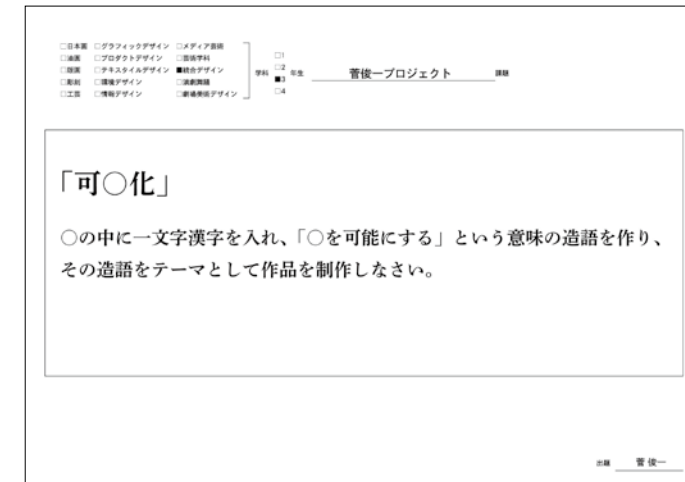 □日本画 □グラフィックデザイン □メディア芸術
□油画 □プロダクトデザイン □芸術学科
□版画 □テキスタイルデザイン ■統合デザイン
□彫刻 □環境デザイン □演劇舞踊
□工芸 □情報デザイン □劇場美術デザイン
学科
□1
□2
■3
□4
年生
菅俊一プロジェクト 課題
「可○化」
○の中に一文字漢字を入れ、「○を可能にする」という意味の造語を作り、
その造語をテーマとして作品を制作しなさい。
出題 菅 俊一